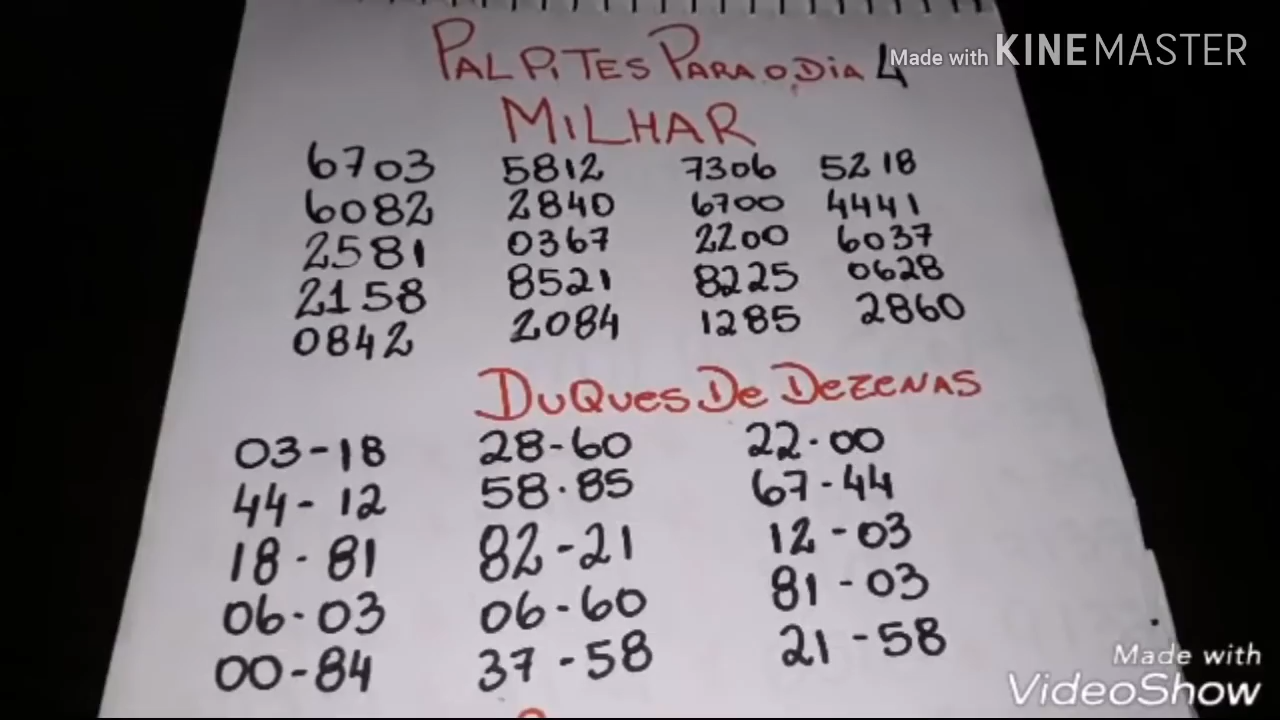 PALPITES PARA O DIA 4
Made with KINEMASTER
MILHAR
6703 5812 7306 5218
6082 2840 6700 4441
2581 0367 2200 6037
2158 8521 8225 0628
0842 2084 1285 2860
DUQUES DE DEZENAS
03-18 28-60 22-00
44-12 58-85 67-44
18-81 82-21 12-03
06-03 06-60 81-03
00-84 37-58 21-58
Made with
VideoShow